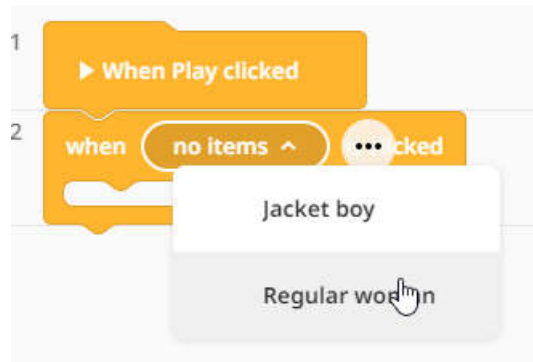 1
When Play clicked
2
when no items ••• cked
Jacket boy
Regular